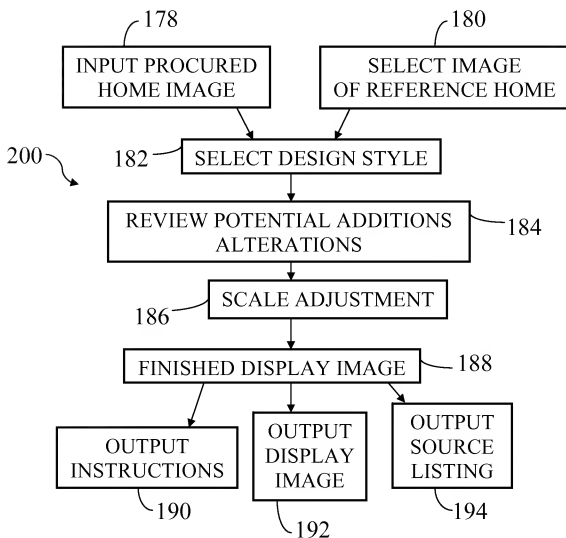 178
180
INPUT PROCURED
HOME IMAGE
SELECT IMAGE
OF REFERENCE HOME
200
182
SELECT DESIGN STYLE
REVIEW POTENTIAL ADDITIONS
ALTERATIONS
184
186
SCALE ADJUSTMENT
FINISHED DISPLAY IMAGE
188
OUTPUT
INSTRUCTIONS
OUTPUT
DISPLAY
IMAGE
OUTPUT
SOURCE
LISTING
190
192
194